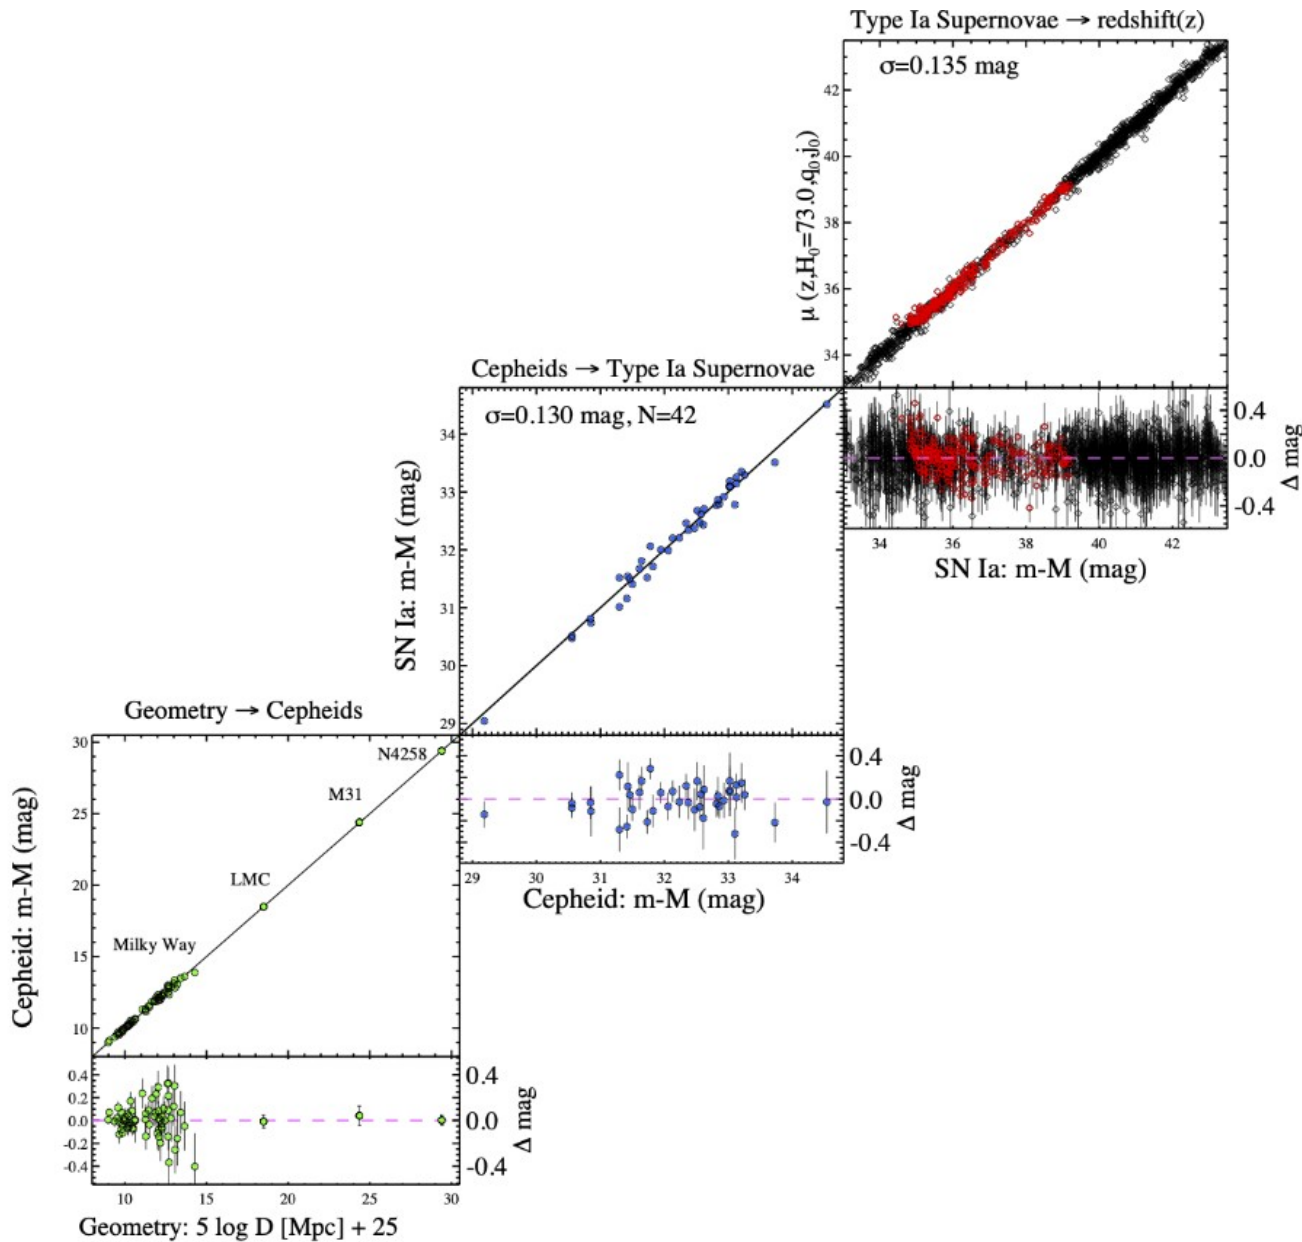 Type Ia Supernovae → redshift(z)
σ=0.135 mag
42
40
38
36
34
μ (z,H₀=73.0,q₀,j₀)
0.4
0.0
-0.4
Δ mag
34 36 38 40 42
SN Ia: m-M (mag)
Cepheids → Type Ia Supernovae
σ=0.130 mag, N=42
34
33
32
31
30
29
SN Ia: m-M (mag)
0.4
0.0
-0.4
Δ mag
29 30 31 32 33 34
Cepheid: m-M (mag)
Geometry → Cepheids
30
25
20
15
10
Cepheid: m-M (mag)
N4258
M31
LMC
Milky Way
0.4
0.2
0.0
-0.2
-0.4
0.4
0.0
-0.4
Δ mag
10 15 20 25 30
Geometry: 5 log D [Mpc] + 25